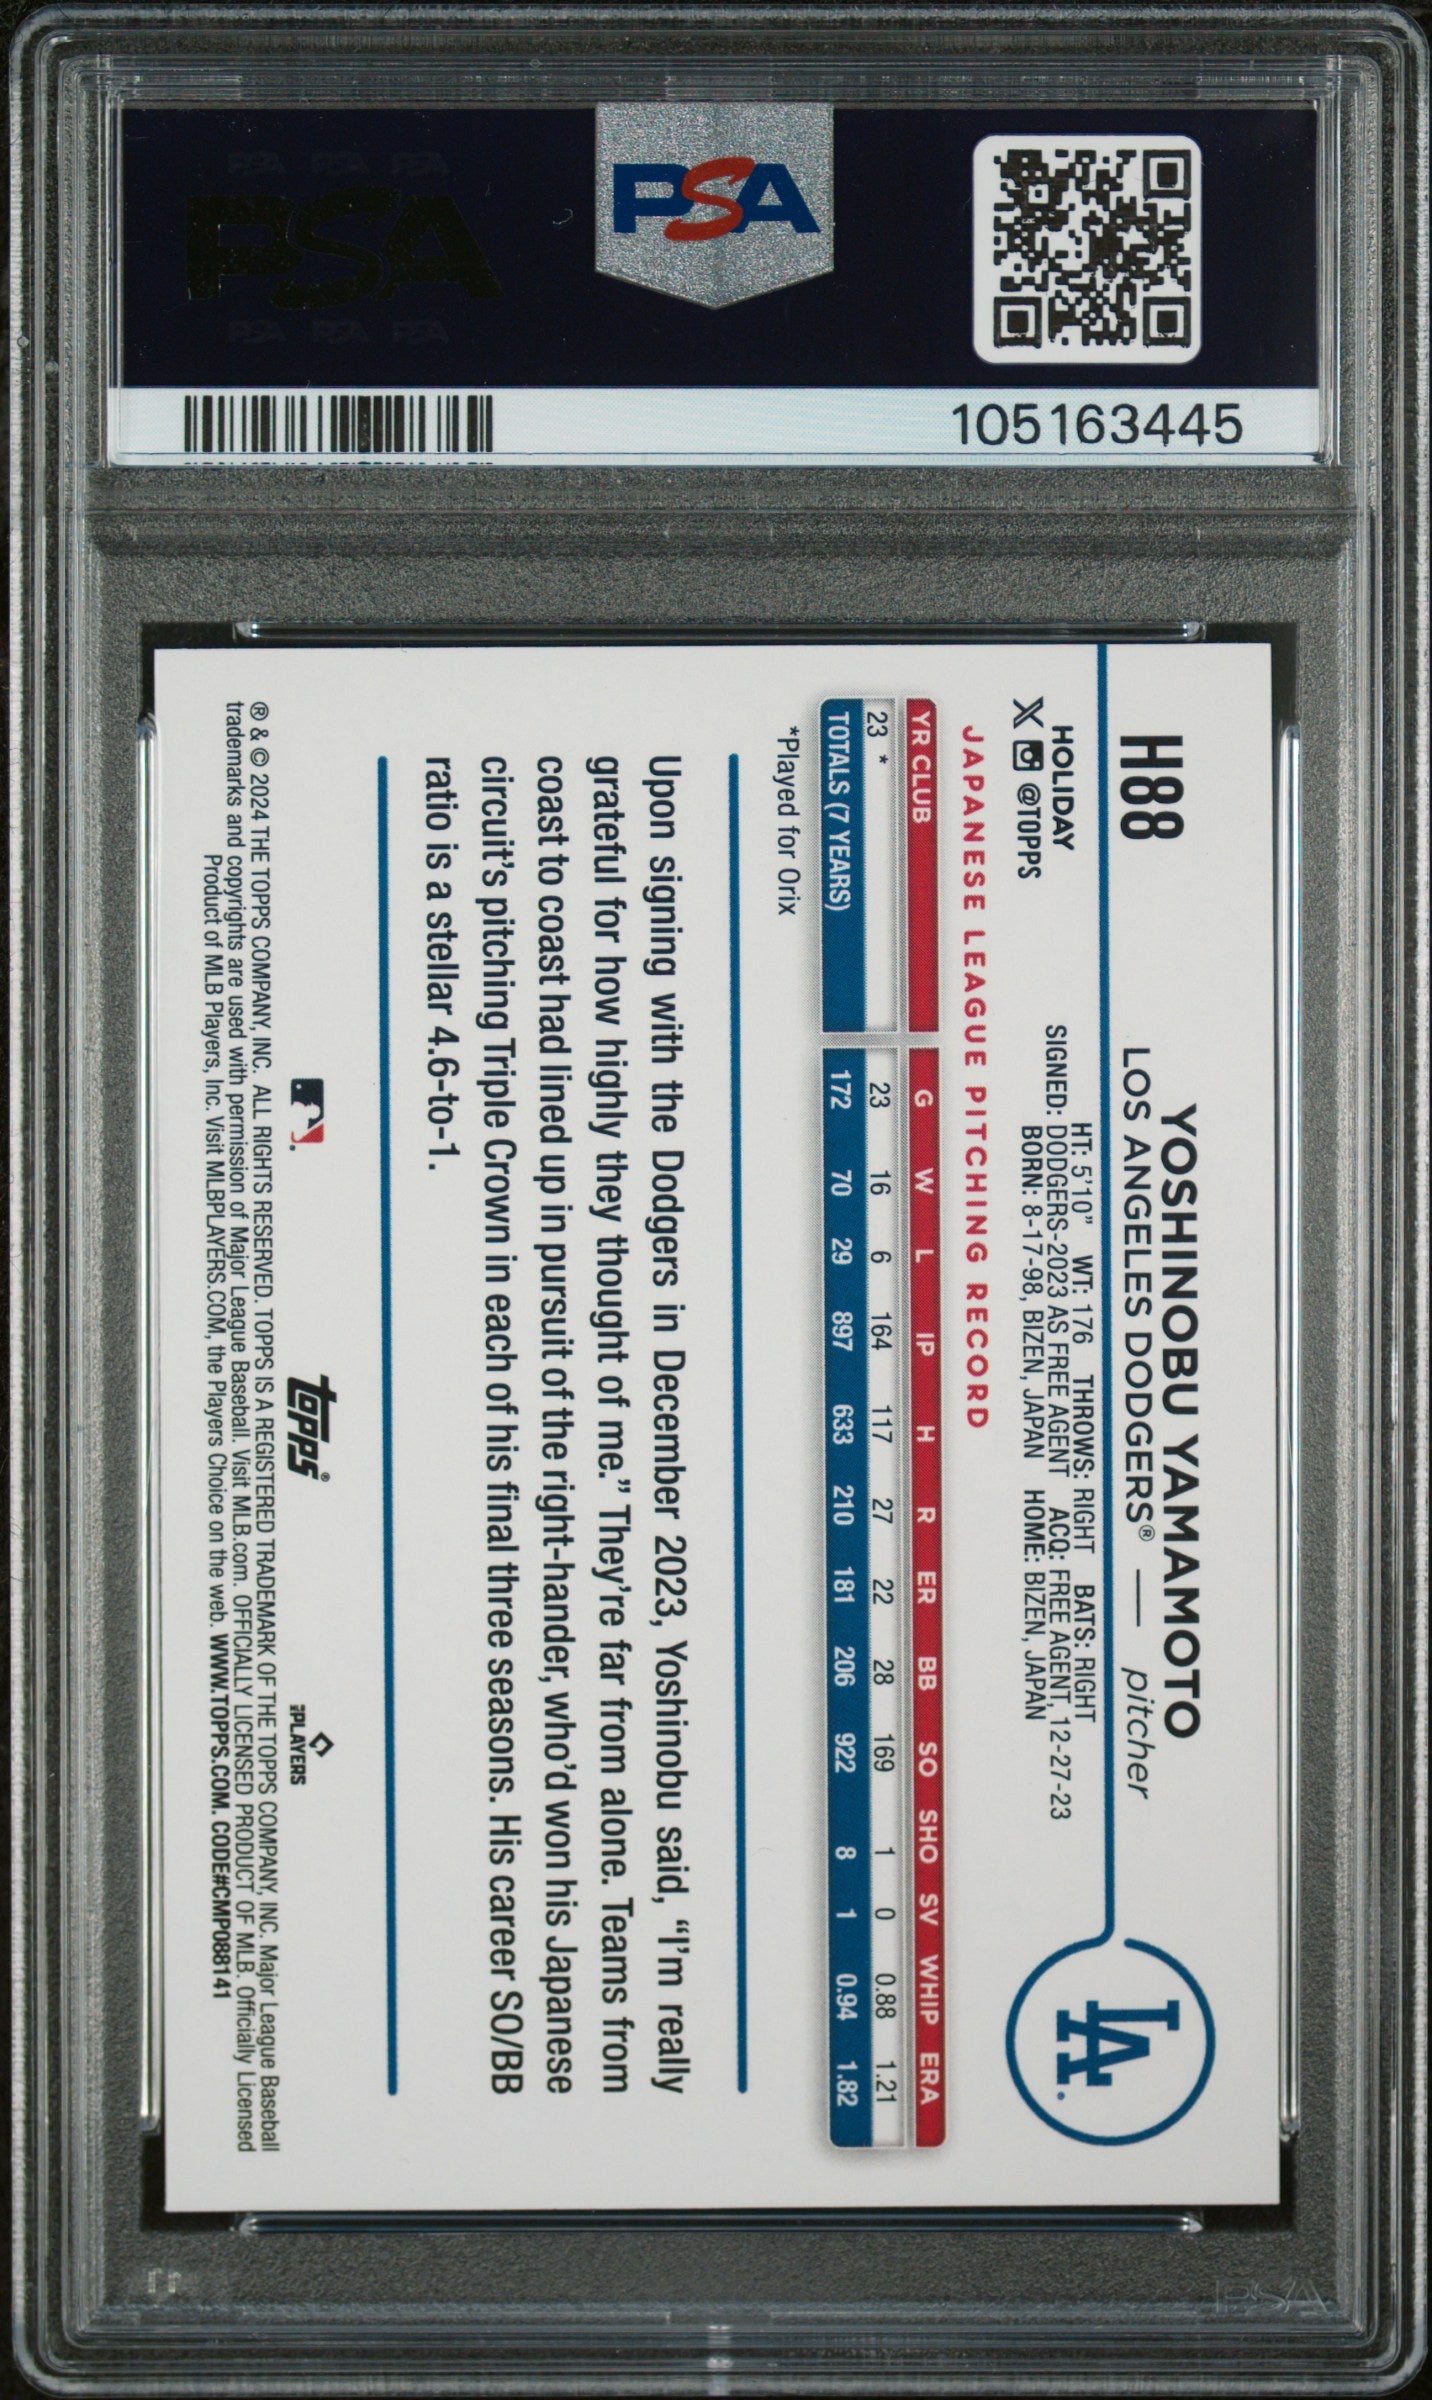 PSA PSA PSA
PSA
PSA PSA PSA
PSA
105163445
H88
YOSHINOBU YAMAMOTO
LOS ANGELES DODGERS® — pitcher
HOLIDAY
@TOPPS
HT: 5'10" WT: 176 THROWS: RIGHT BATS: RIGHT
SIGNED: DODGERS-2023 AS FREE AGENT ACQ: FREE AGENT, 12-27-23
BORN: 8-17-98, BIZEN, JAPAN HOME: BIZEN, JAPAN
LA
JAPANESE LEAGUE PITCHING RECORD
YR CLUB G W L IP H R ER BB SO SHO SV WHIP ERA
23 * 23 16 6 164 117 27 22 28 169 1 0 0.88 1.21
TOTALS (7 YEARS) 172 70 29 897 633 210 181 206 922 8 1 0.94 1.82
*Played for Orix
Upon signing with the Dodgers in December 2023, Yoshinobu said, “I’m really
grateful for how highly they thought of me.” They’re far from alone. Teams from
coast to coast had lined up in pursuit of the right-hander, who’d won his Japanese
circuit’s pitching Triple Crown in each of his final three seasons. His career SO/BB
ratio is a stellar 4.6-to-1.
topps®
PLAYERS
® & © 2024 THE TOPPS COMPANY, INC. ALL RIGHTS RESERVED. TOPPS IS A REGISTERED TRADEMARK OF THE TOPPS COMPANY, INC. Major League Baseball
trademarks and copyrights are used with permission of Major League Baseball. Visit MLB.com. OFFICIALLY LICENSED PRODUCT OF MLB. Officially Licensed
Product of MLB Players, Inc. Visit MLBPLAYERS.COM, the Players Choice on the web. WWW.TOPPS.COM. CODE#CMP088141
PSA